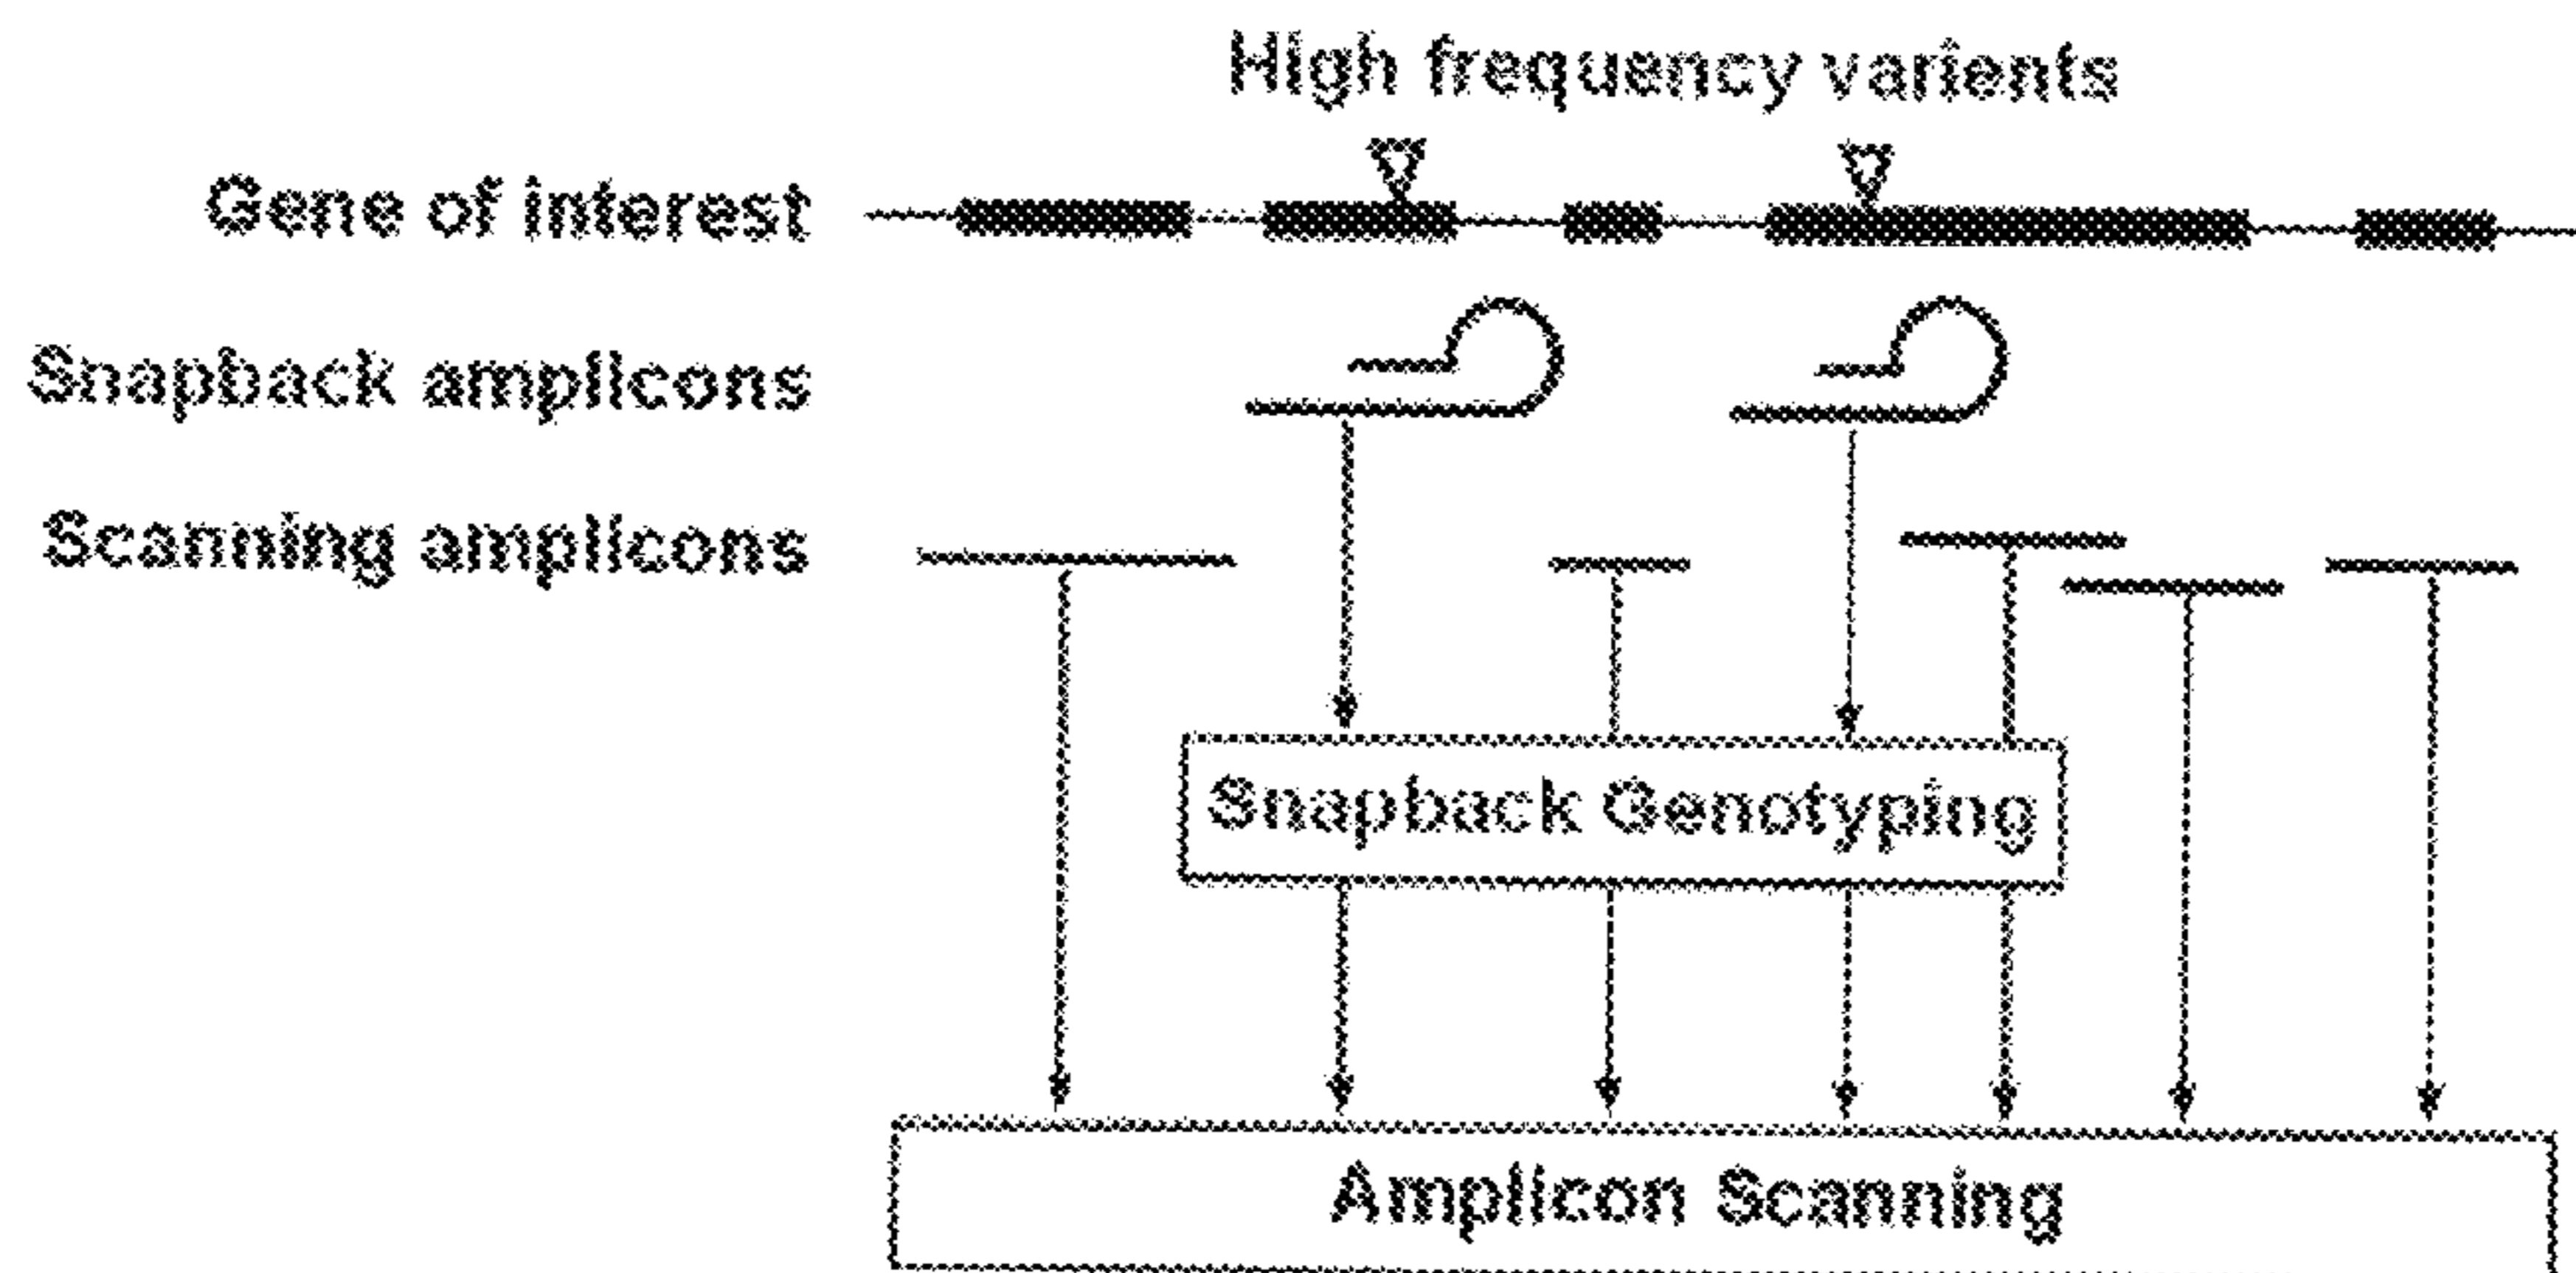 High frequency varients
Gene of interest
Snapback amplicons
Scanning amplicons
Snapback Genotyping
Amplicon Scanning